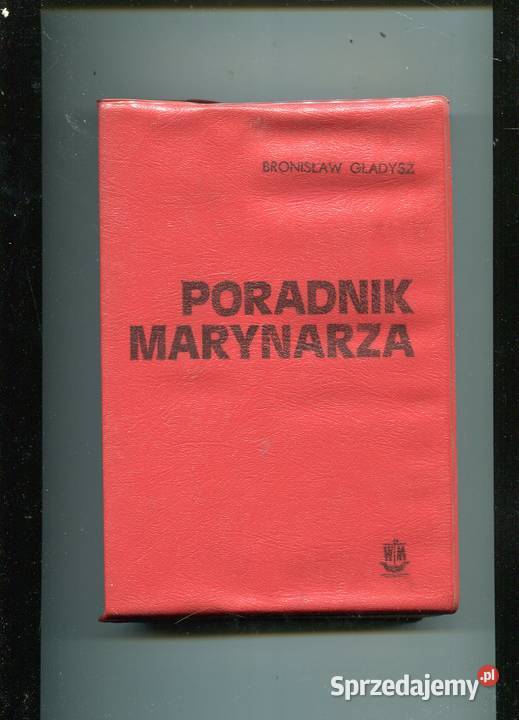 BRONISŁAW GŁADYSZ
PORADNIK
MARYNARZA
WM
Sprzedajemy.pl